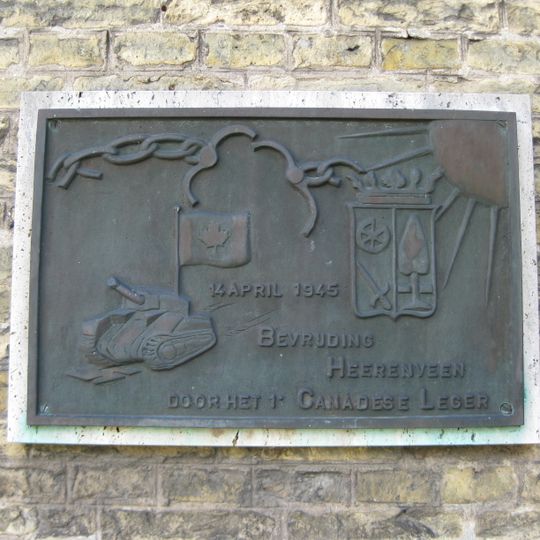 14 APRIL 1945
BEVRIJDING
HEERENVEEN
DOOR HET 1e CANADESE LEGER